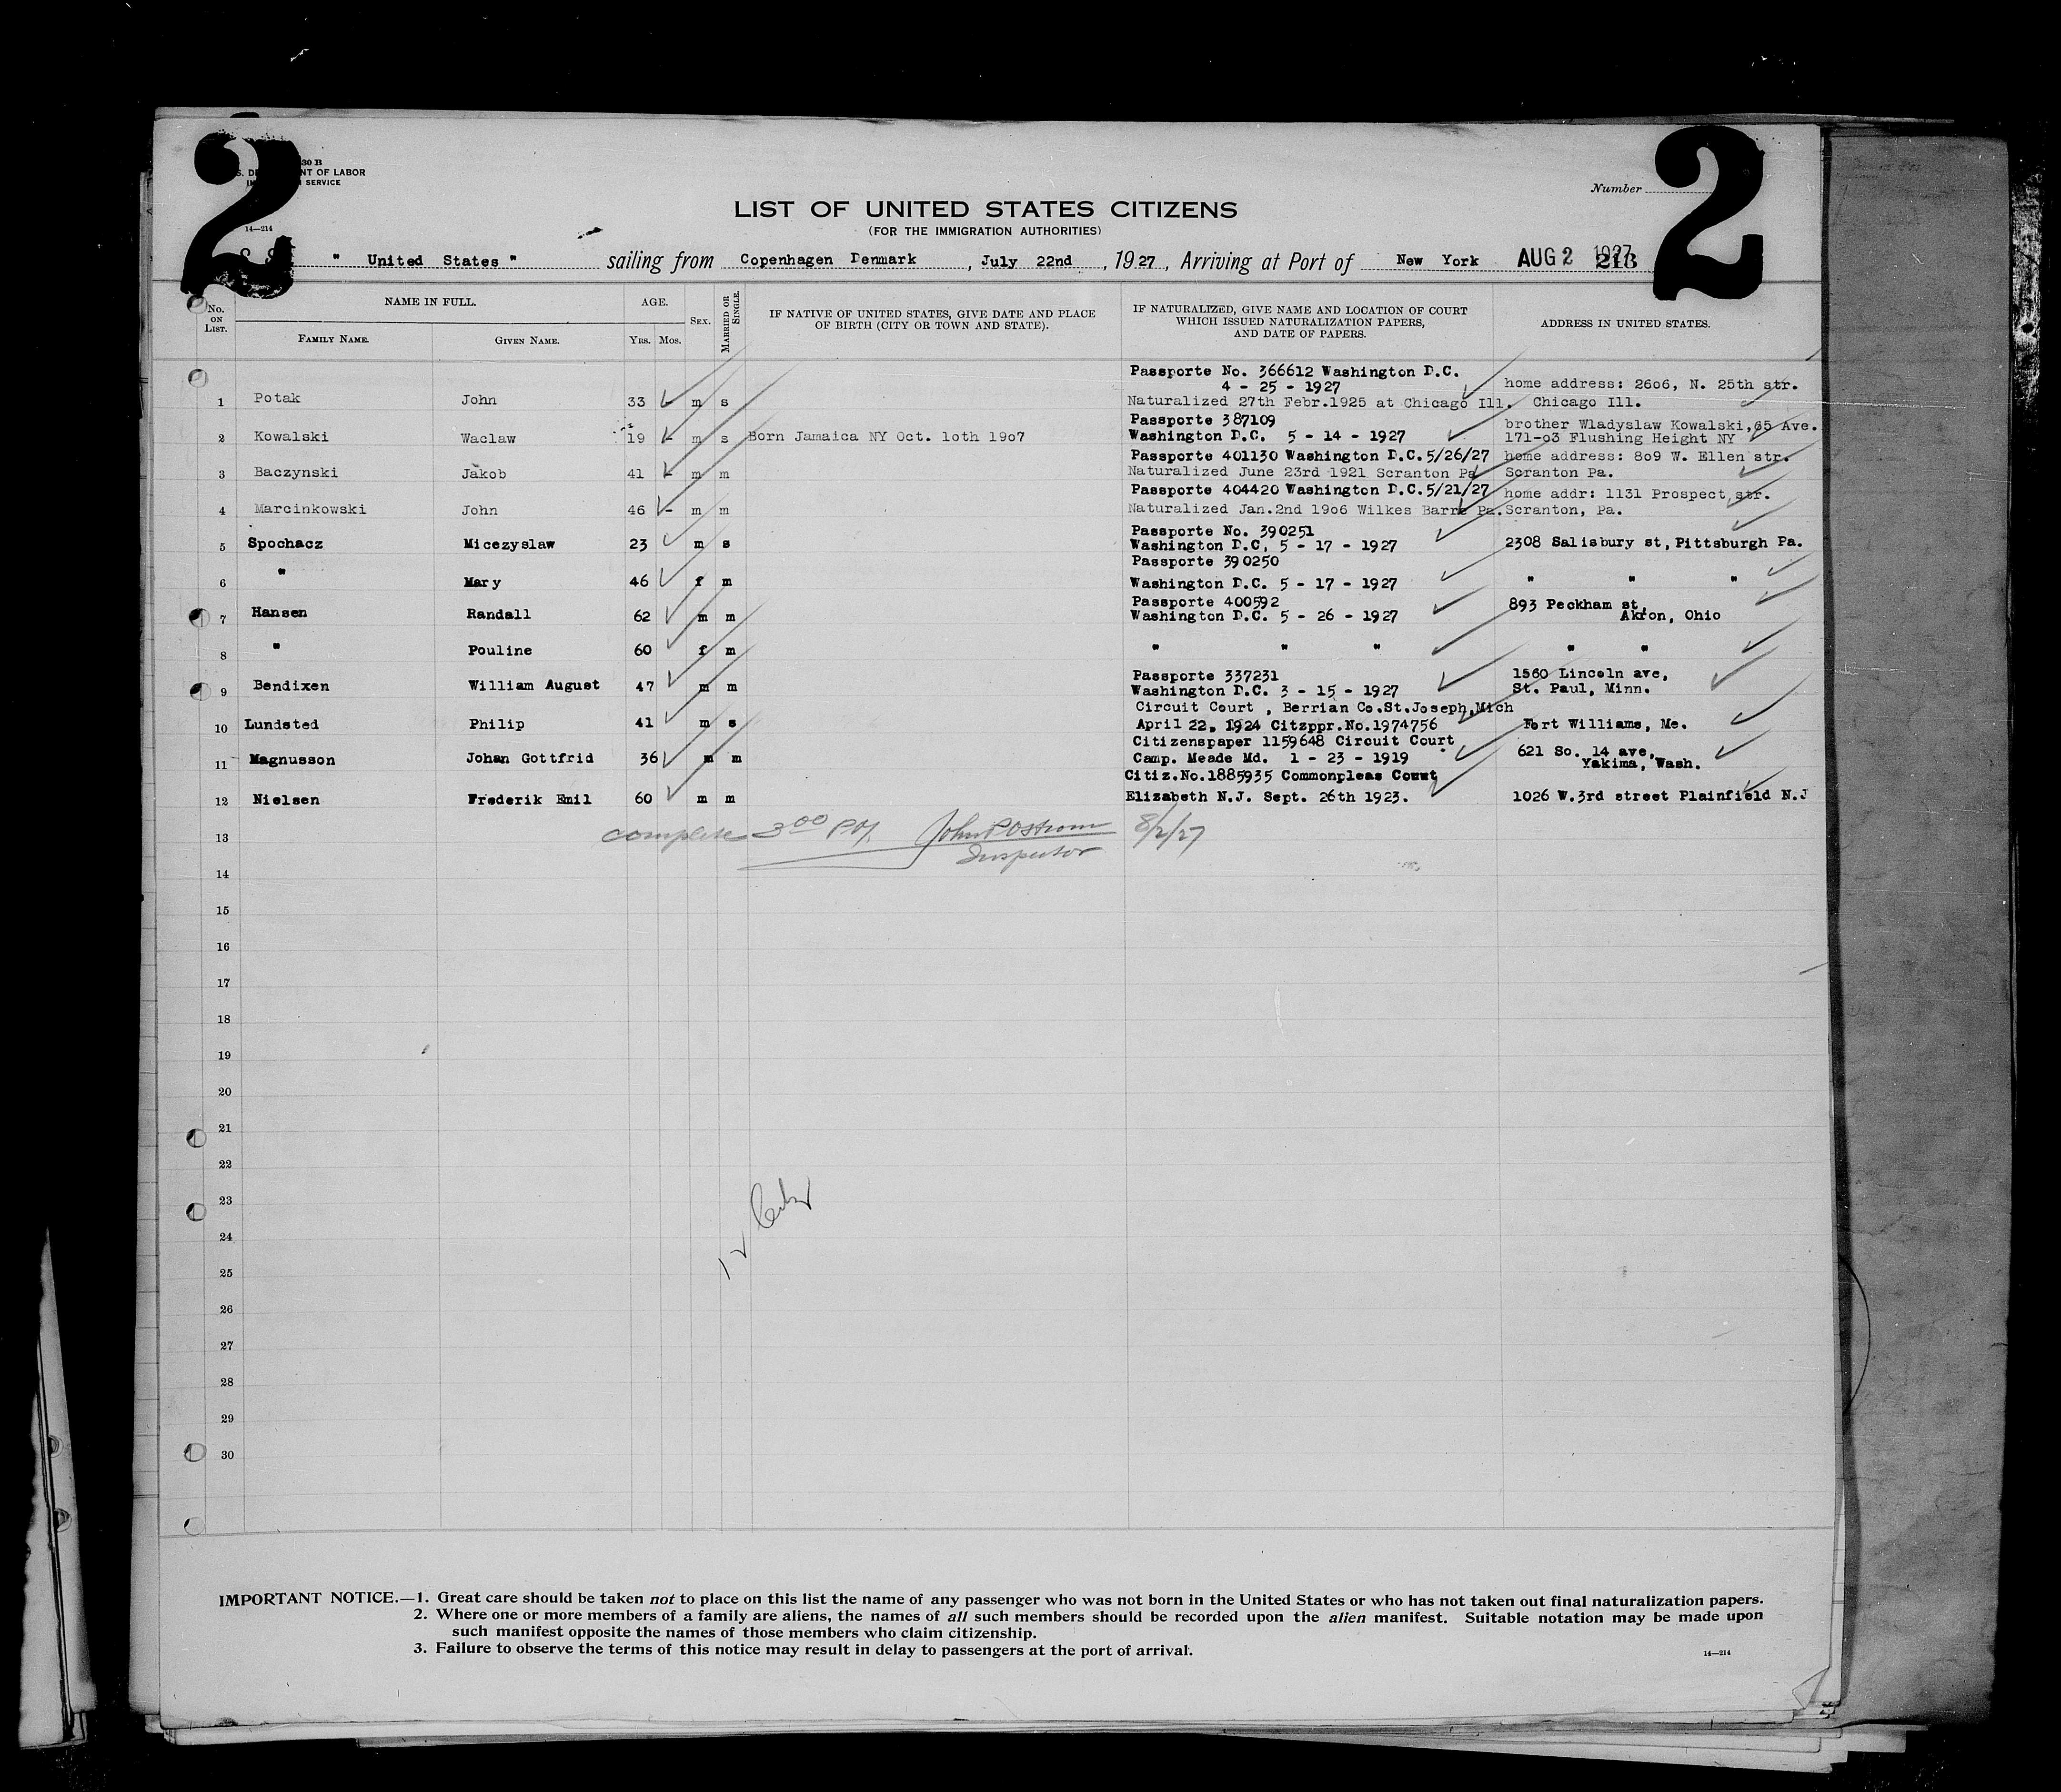 2 2
30 B
S. DE NT OF LABOR
SERVICE
14—214
Number
LIST OF UNITED STATES CITIZENS
(FOR THE IMMIGRATION AUTHORITIES)
" United States " sailing from Copenhagen Denmark , July 22nd , 1927 , Arriving at Port of New York AUG 2 1927
No. ON LIST. NAME IN FULL. AGE. SEX. MARRIED OR SINGLE. IF NATIVE OF UNITED STATES, GIVE DATE AND PLACE OF BIRTH (CITY OR TOWN AND STATE). IF NATURALIZED, GIVE NAME AND LOCATION OF COURT WHICH ISSUED NATURALIZATION PAPERS, AND DATE OF PAPERS. ADDRESS IN UNITED STATES.
FAMILY NAME. GIVEN NAME. YRS. MOS.
Passporte No. 366612 Washington D.C.
4 - 25 - 1927 home address: 2606, N. 25th str.
1 Potak John 33 - m s Naturalized 27th Febr.1925 at Chicago Ill. Chicago Ill.
Passporte 387109 brother Wladyslaw Kowalski,65 Ave.
2 Kowalski Waclaw 19 - m s Born Jamaica NY Oct. 1oth 19o7 Washington D.C. 5 - 14 - 1927 171-o3 Flushing Height NY
Passporte 401130 Washington D.C.5/26/27 home address: 8o9 W. Ellen str.
3 Baczynski Jakob 41 - m m Naturalized June 23rd 1921 Scranton Pa Scranton Pa.
Passporte 404420 Washington D.C.5/21/27 home addr: 1131 Prospect str.
4 Marcinkowski John 46 - m m Naturalized Jan.2nd 19o6 Wilkes Barre Pa. Scranton, Pa.
Passporte No. 390251
5 Spochacz Micezyslaw 23 m s Washington D.C, 5 - 17 - 1927 2308 Salisbury st, Pittsburgh Pa.
Passporte 390250
6 " Mary 46 f m Washington D.C. 5 - 17 - 1927 " " "
Passporte 400592 893 Peckham st,
7 Hansen Randall 62 m m Washington D.C. 5 - 26 - 1927 Akron, Ohio
8 " Pouline 60 f m " " " " "
Passporte 337231 1560 Lincoln ave,
9 Bendixen William August 47 m m Washington D.C. 3 - 15 - 1927 St. Paul, Minn.
Circuit Court , Berrian Co.St.Joseph,Mich
10 Lundsted Philip 41 m s April 22, 1924 Citzppr.No.1974756 Fort Williams, Me.
Citizenspaper 1159648 Circuit Court 621 So. 14 ave,
11 Magnusson Johan Gottfrid 36 m m Camp. Meade Md. 1 - 23 - 1919 Yakima, Wash.
Citiz.No.1885935 Commonpleas Court
12 Nielsen Frederik Emil 60 m m Elizabeth N.J. Sept. 26th 1923. 1026 W.3rd street Plainfield N.J
13 complete 3 00 P.M. John P Ostrom 8/2/27
Inspector
14
15
16
17
18
19
20
21
22
23
24
25
26
27
28
29
30
12
IMPORTANT NOTICE.—1. Great care should be taken not to place on this list the name of any passenger who was not born in the United States or who has not taken out final naturalization papers.
2. Where one or more members of a family are aliens, the names of all such members should be recorded upon the alien manifest. Suitable notation may be made upon
such manifest opposite the names of those members who claim citizenship.
3. Failure to observe the terms of this notice may result in delay to passengers at the port of arrival.
14—214